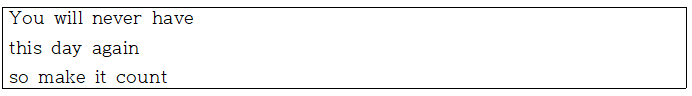 You will never have
this day again
so make it count